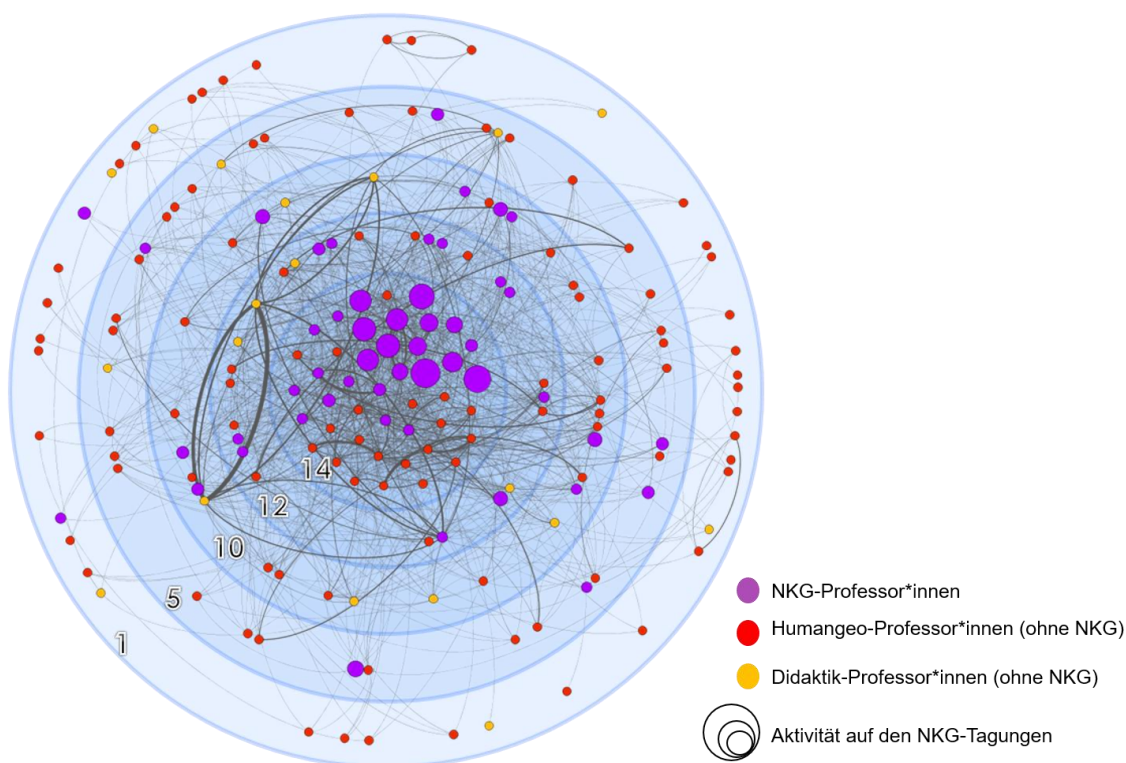 14
12
10
5
1
NKG-Professor*innen
Humangeo-Professor*innen (ohne NKG)
Didaktik-Professor*innen (ohne NKG)
Aktivität auf den NKG-Tagungen